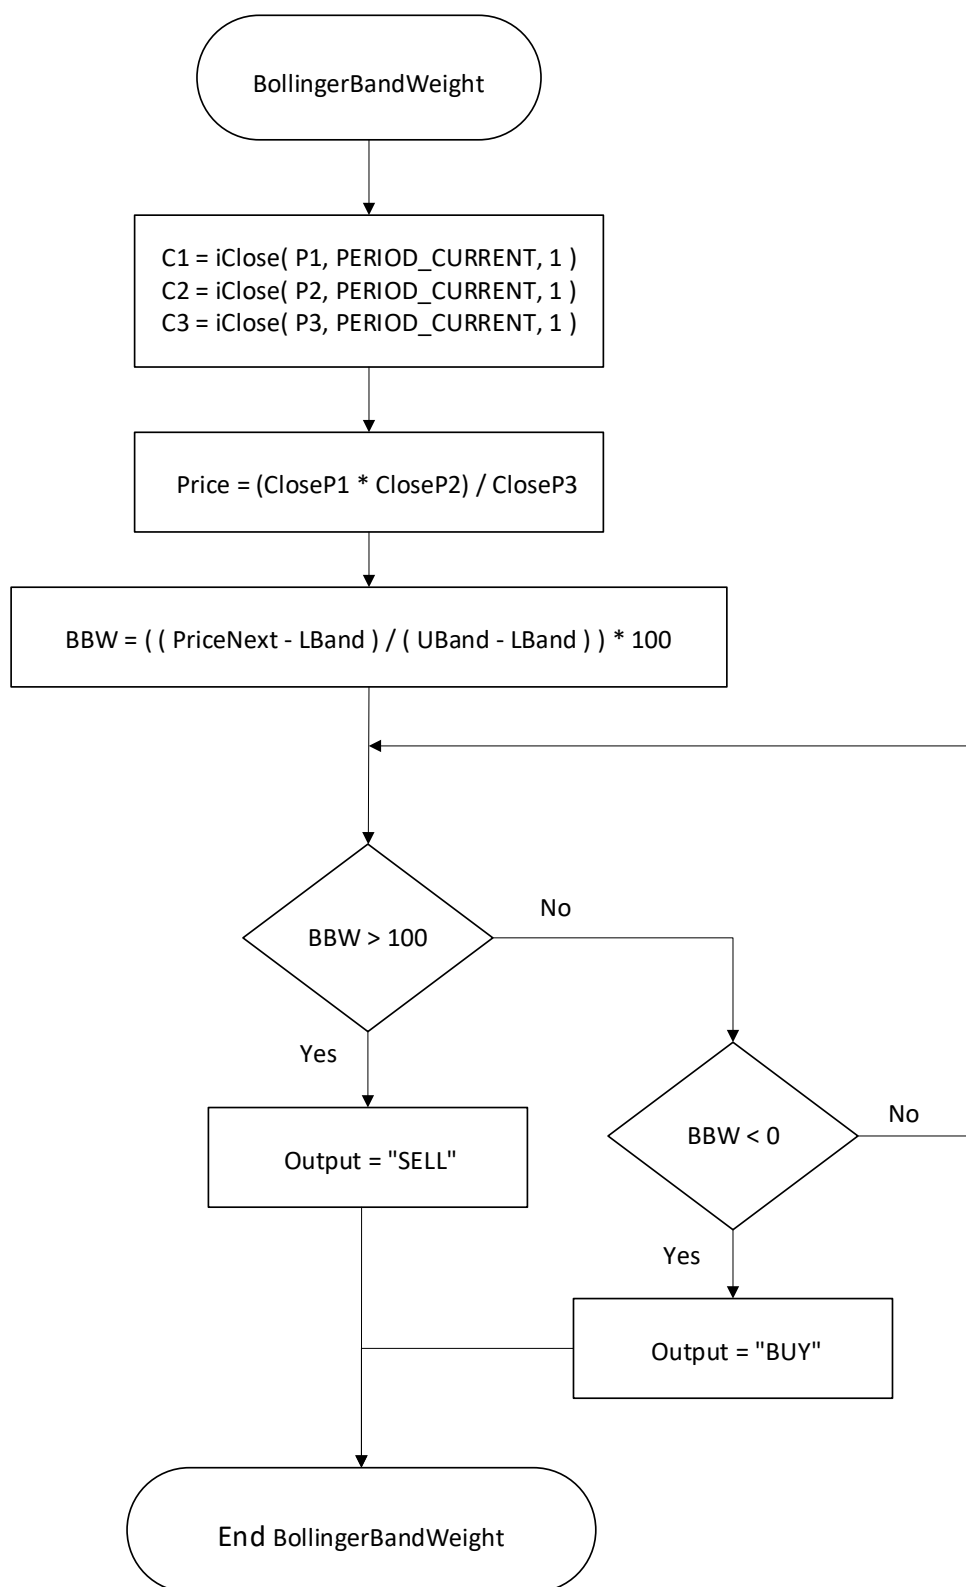 BollingerBandWeight
C1 = iClose( P1, PERIOD_CURRENT, 1 )
C2 = iClose( P2, PERIOD_CURRENT, 1 )
C3 = iClose( P3, PERIOD_CURRENT, 1 )
Price = (CloseP1 * CloseP2) / CloseP3
BBW = ( ( PriceNext - LBand ) / ( UBand - LBand ) ) * 100
No
BBW > 100
Yes
No
BBW < 0
Output = "SELL"
Yes
Output = "BUY"
End BollingerBandWeight